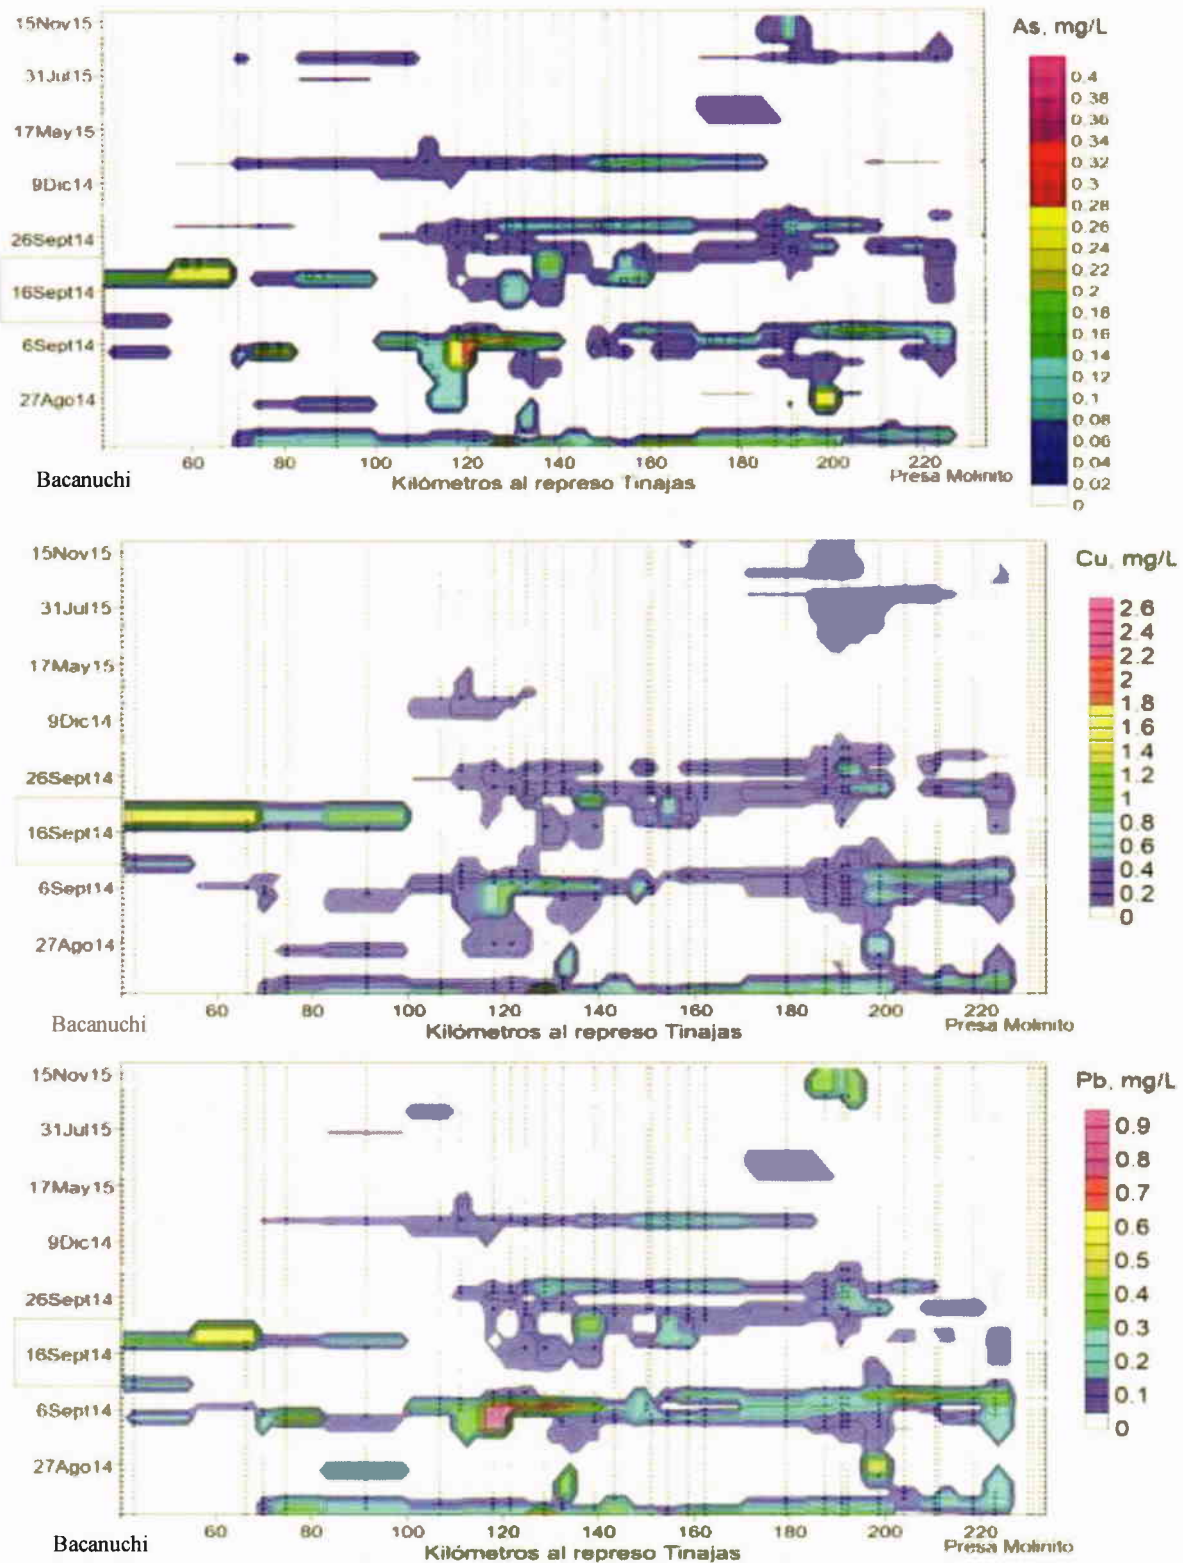 As, mg/L
15Nov15
31Jul15
17May15
9Dic14
26Sept14
16Sept14
6Sept14
27Ago14
0.4
0.38
0.36
0.34
0.32
0.3
0.28
0.26
0.24
0.22
0.2
0.18
0.16
0.14
0.12
0.1
0.08
0.06
0.04
0.02
0
60 80 100 120 140 160 180 200 220
Bacanuchi Kilómetros al represo Tinajas Presa Molinito
Cu, mg/L
15Nov15
31Jul15
17May15
9Dic14
26Sept14
16Sept14
6Sept14
27Ago14
2.6
2.4
2.2
2
1.8
1.6
1.4
1.2
1
0.8
0.6
0.4
0.2
0
60 80 100 120 140 160 180 200 220
Bacanuchi Kilómetros al represo Tinajas Presa Molinito
Pb, mg/L
15Nov15
31Jul15
17May15
9Dic14
26Sept14
16Sept14
6Sept14
27Ago14
0.9
0.8
0.7
0.6
0.5
0.4
0.3
0.2
0.1
0
60 80 100 120 140 160 180 200 220
Bacanuchi Kilómetros al represo Tinajas Presa Molinito